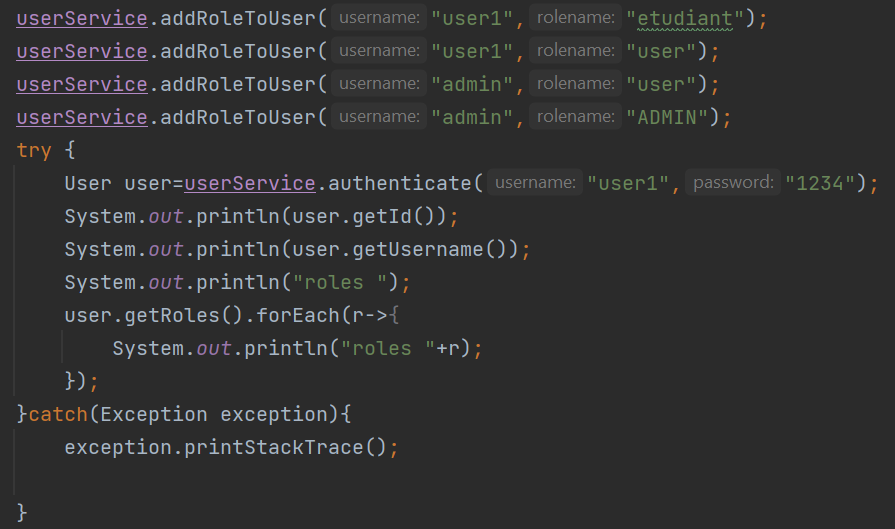 userService.addRoleToUser( username: "user1", rolename: "etudiant");
userService.addRoleToUser( username: "user1", rolename: "user");
userService.addRoleToUser( username: "admin", rolename: "user");
userService.addRoleToUser( username: "admin", rolename: "ADMIN");
try {
    User user=userService.authenticate( username: "user1", password: "1234");
    System.out.println(user.getId());
    System.out.println(user.getUsername());
    System.out.println("roles ");
    user.getRoles().forEach(r->{
        System.out.println("roles "+r);
    });
}catch(Exception exception){
    exception.printStackTrace();
}